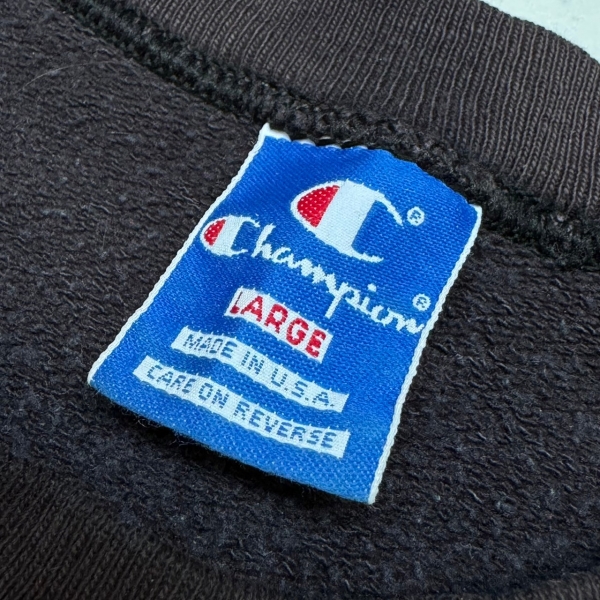 ®
Champion®
LARGE
MADE IN U.S.A.
CARE ON REVERSE